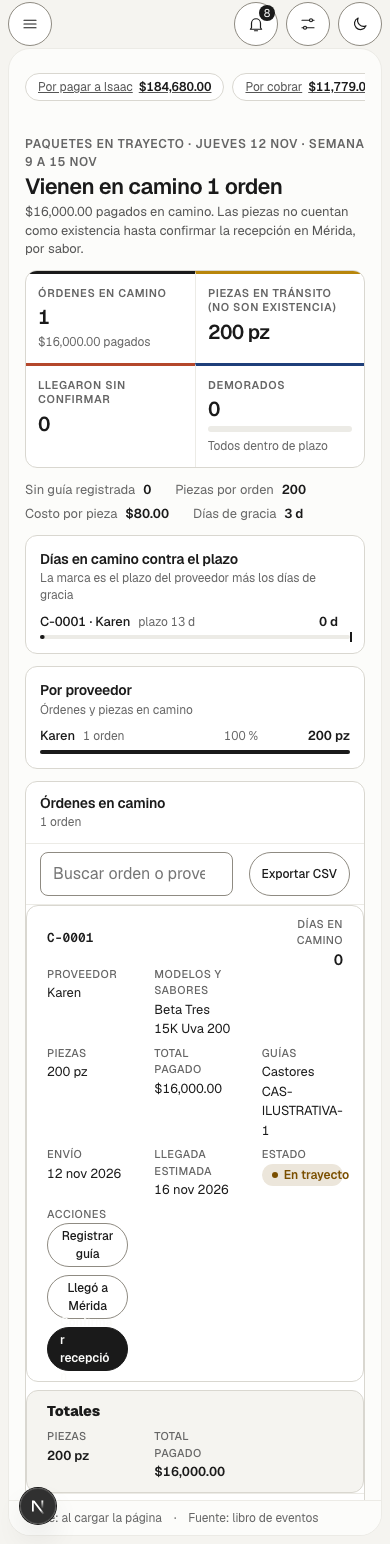 8
Por pagar a Isaac $184,680.00 Por cobrar $11,779.0
PAQUETES EN TRAYECTO · JUEVES 12 NOV · SEMANA
9 A 15 NOV
Vienen en camino 1 orden
$16,000.00 pagados en camino. Las piezas no cuentan
como existencia hasta confirmar la recepción en Mérida,
por sabor.
ÓRDENES EN CAMINO
1
$16,000.00 pagados
PIEZAS EN TRÁNSITO
(NO SON EXISTENCIA)
200 pz
LLEGARON SIN
CONFIRMAR
0
DEMORADOS
0
Todos dentro de plazo
Sin guía registrada 0 Piezas por orden 200
Costo por pieza $80.00 Días de gracia 3 d
Días en camino contra el plazo
La marca es el plazo del proveedor más los días de
gracia
C-0001 · Karen plazo 13 d 0 d
Por proveedor
Órdenes y piezas en camino
Karen 1 orden 100 % 200 pz
Órdenes en camino
1 orden
Buscar orden o prove
Exportar CSV
C-0001
DÍAS EN
CAMINO
0
PROVEEDOR
Karen
MODELOS Y
SABORES
Beta Tres
15K Uva 200
PIEZAS
200 pz
TOTAL
PAGADO
$16,000.00
GUÍAS
Castores
CAS-
ILUSTRATIVA-
1
ENVÍO
12 nov 2026
LLEGADA
ESTIMADA
16 nov 2026
ESTADO
En trayecto
ACCIONES
Registrar
guía
Llegó a
Mérida
r
recepció
Totales
PIEZAS
200 pz
TOTAL
PAGADO
$16,000.00
N
al cargar la página · Fuente: libro de eventos